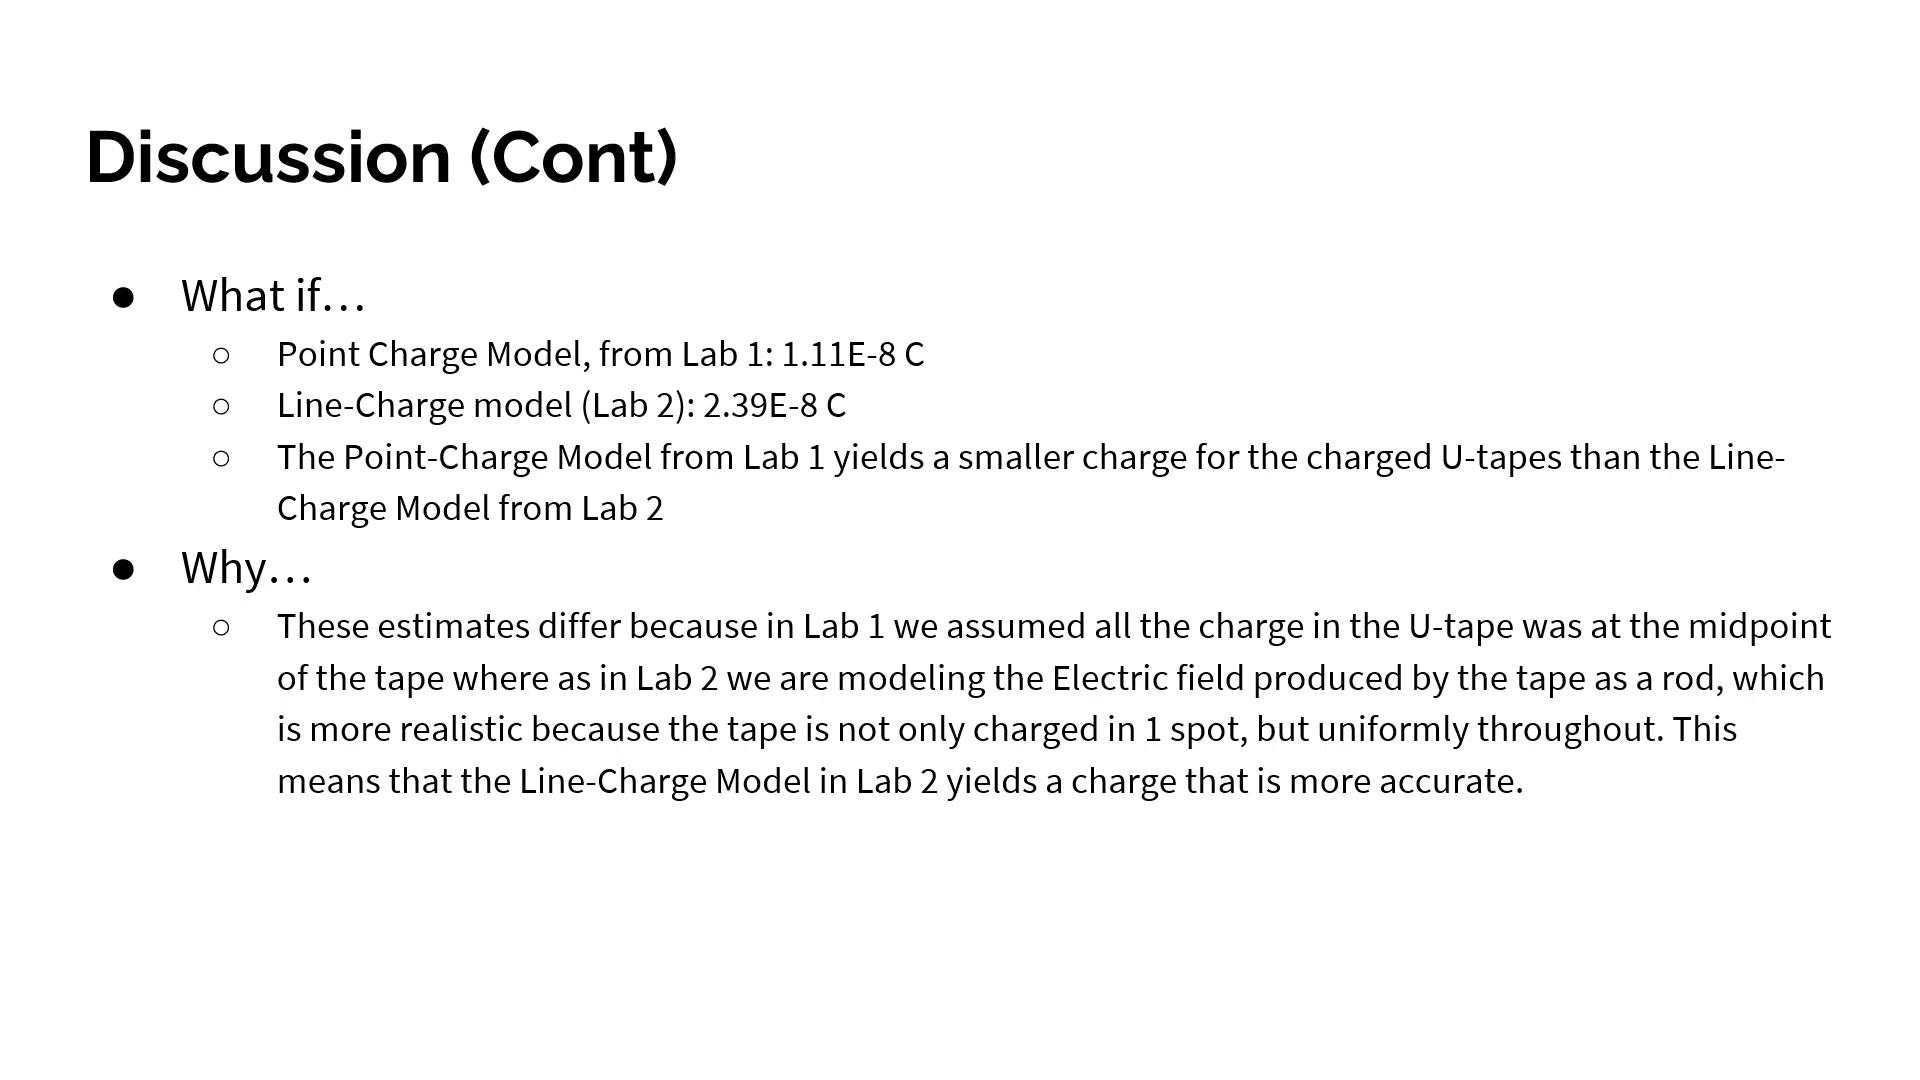 Discussion (Cont)
● What if…
○ Point Charge Model, from Lab 1: 1.11E-8 C
○ Line-Charge model (Lab 2): 2.39E-8 C
○ The Point-Charge Model from Lab 1 yields a smaller charge for the charged U-tapes than the Line-
Charge Model from Lab 2
● Why…
○ These estimates differ because in Lab 1 we assumed all the charge in the U-tape was at the midpoint
of the tape where as in Lab 2 we are modeling the Electric field produced by the tape as a rod, which
is more realistic because the tape is not only charged in 1 spot, but uniformly throughout. This
means that the Line-Charge Model in Lab 2 yields a charge that is more accurate.